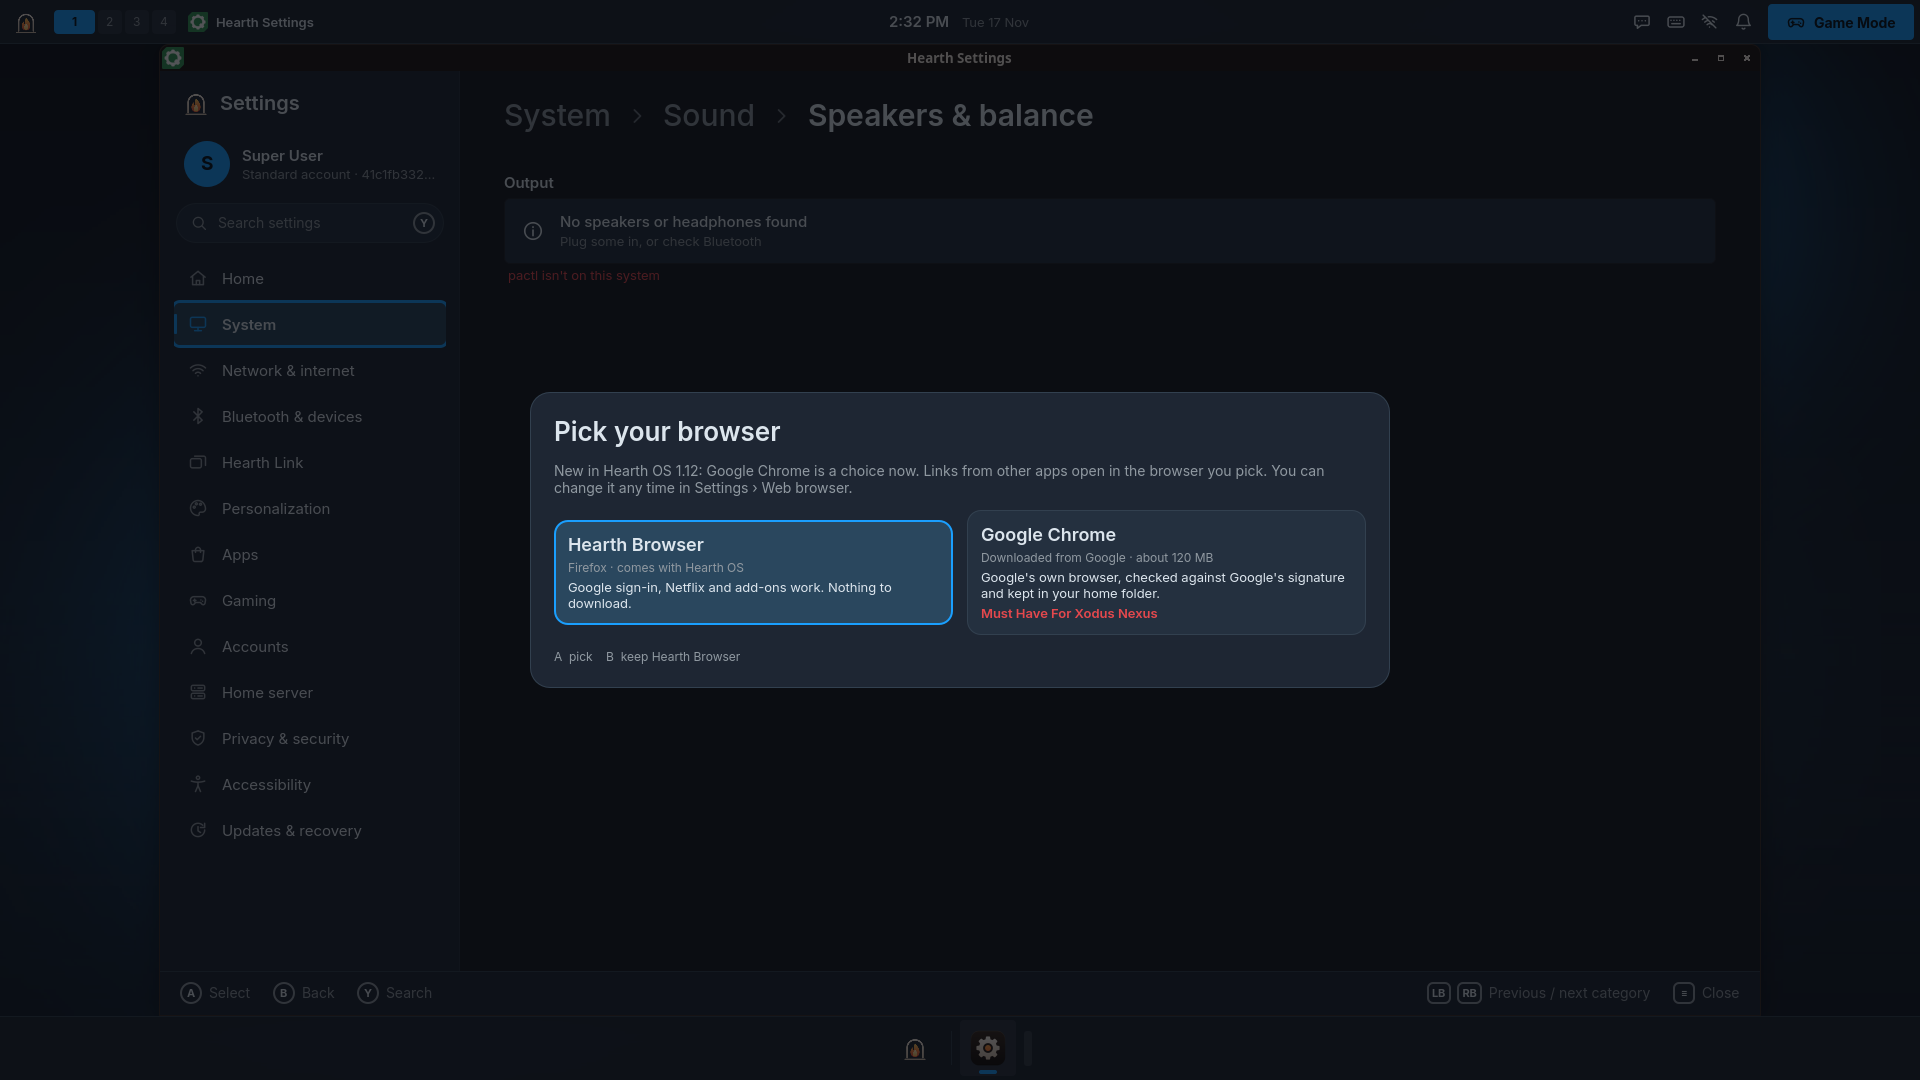 1 2 3 4 Hearth Settings 2:32 PM Tue 17 Nov Game Mode
Hearth Settings
Settings
S
Super User
Standard account · 41c1fb332...
Search settings Y
Home
System
Network & internet
Bluetooth & devices
Hearth Link
Personalization
Apps
Gaming
Accounts
Home server
Privacy & security
Accessibility
Updates & recovery
System › Sound › Speakers & balance
Output
No speakers or headphones found
Plug some in, or check Bluetooth
pactl isn't on this system
Pick your browser
New in Hearth OS 1.12: Google Chrome is a choice now. Links from other apps open in the browser you pick. You can
change it any time in Settings › Web browser.
Hearth Browser
Firefox · comes with Hearth OS
Google sign-in, Netflix and add-ons work. Nothing to
download.
Google Chrome
Downloaded from Google · about 120 MB
Google's own browser, checked against Google's signature
and kept in your home folder.
Must Have For Xodus Nexus
A pick B keep Hearth Browser
A Select B Back Y Search
LB RB Previous / next category ≡ Close